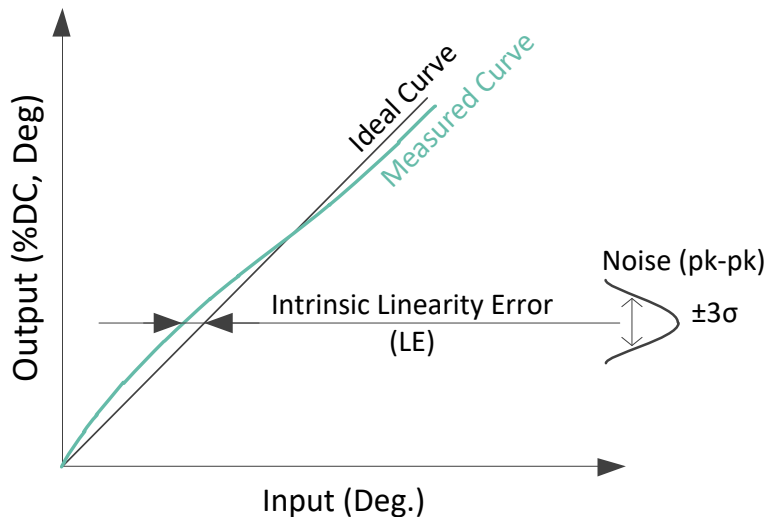 Ideal Curve
Measured Curve
Output (%DC, Deg)
Noise (pk-pk)
±3σ
Intrinsic Linearity Error
(LE)
Input (Deg.)